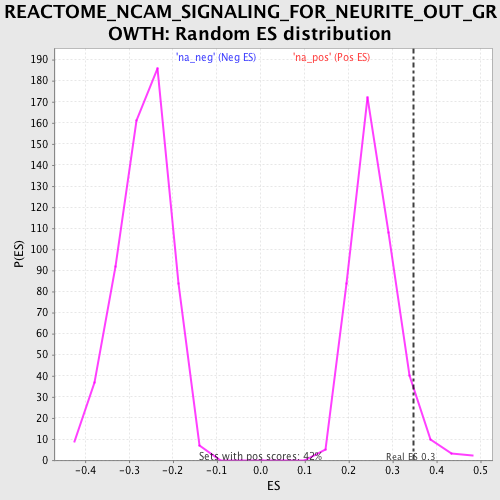 REACTOME_NCAM_SIGNALING_FOR_NEURITE_OUT_GR
OWTH: Random ES distribution
'na_neg' (Neg ES) 'na_pos' (Pos ES)
190
180
170
160
150
140
130
120
110
100
90
80
70
60
50
40
30
20
10
0
P(ES)
Sets with pos scores: 42%
Real ES 0.3
-0.4 -0.3 -0.2 -0.1 0.0 0.1 0.2 0.3 0.4 0.5
ES